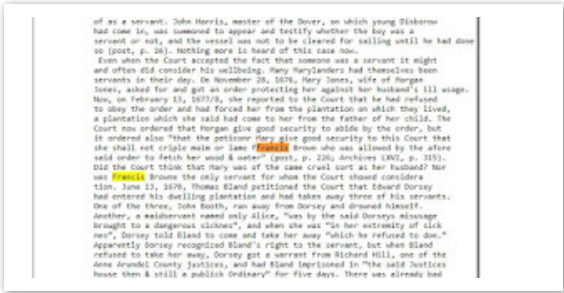 of as a servant. John Harris, master of the Dover, on which young Disborow
had come in, was summoned to appear and testify whether the boy was a
servant or not, and the vessel was not to be cleared for sailing until he had done
so (post, p. 26). Nothing more is heard of this case now.
Even when the Court accepted the fact that someone was a servant it might
and often did consider his wellbeing. Many Marylanders had themselves been
servants in their day. On November 28, 1676, Mary Jones, wife of Morgan
Jones, asked for and got an order protecting her against her husband's ill usage.
Now, on February 13, 1677/8, she reported to the Court that he had refused
to obey the order and had forced her from the plantation on which they lived,
a plantation which she said had come to her from the father of her child. The
Court now ordered that Morgan give good security to abide by the order, but
it ordered also "that the peticonr Mary give good security to this Court that
she shall not criple maim or lame Ffrancis Brown who was allowed by the afore
said order to fetch her wood & water" (post, p. 226; Archives LXVI, p. 315).
Did the Court think that Mary was of the same cruel sort as her husband? Nor
was Francis Browne the only servant for whom the Court showed considera
tion. June 13, 1676, Thomas Bland petitioned the Court that Edward Dorsey
had entered his dwelling plantation and had taken away three of his servants.
One of the three, John Booth, ran away from Dorsey and drowned himself.
Another, a maidservant named only Alice, "was by the said Dorseys misusage
brought to a dangerous sicknes", and when she was "in her extremity of sick
nes", Dorsey told Bland to come and take her away "which he refused to doe."
Apparently Dorsey recognized Bland's right to the servant, but when Bland
refused to take her away, Dorsey got a warrant from Richard Hill, one of the
Anne Arundel County justices, and had Bland imprisoned in "the said Justices
house then & still a publick Ordinary" for five days. There was already bad